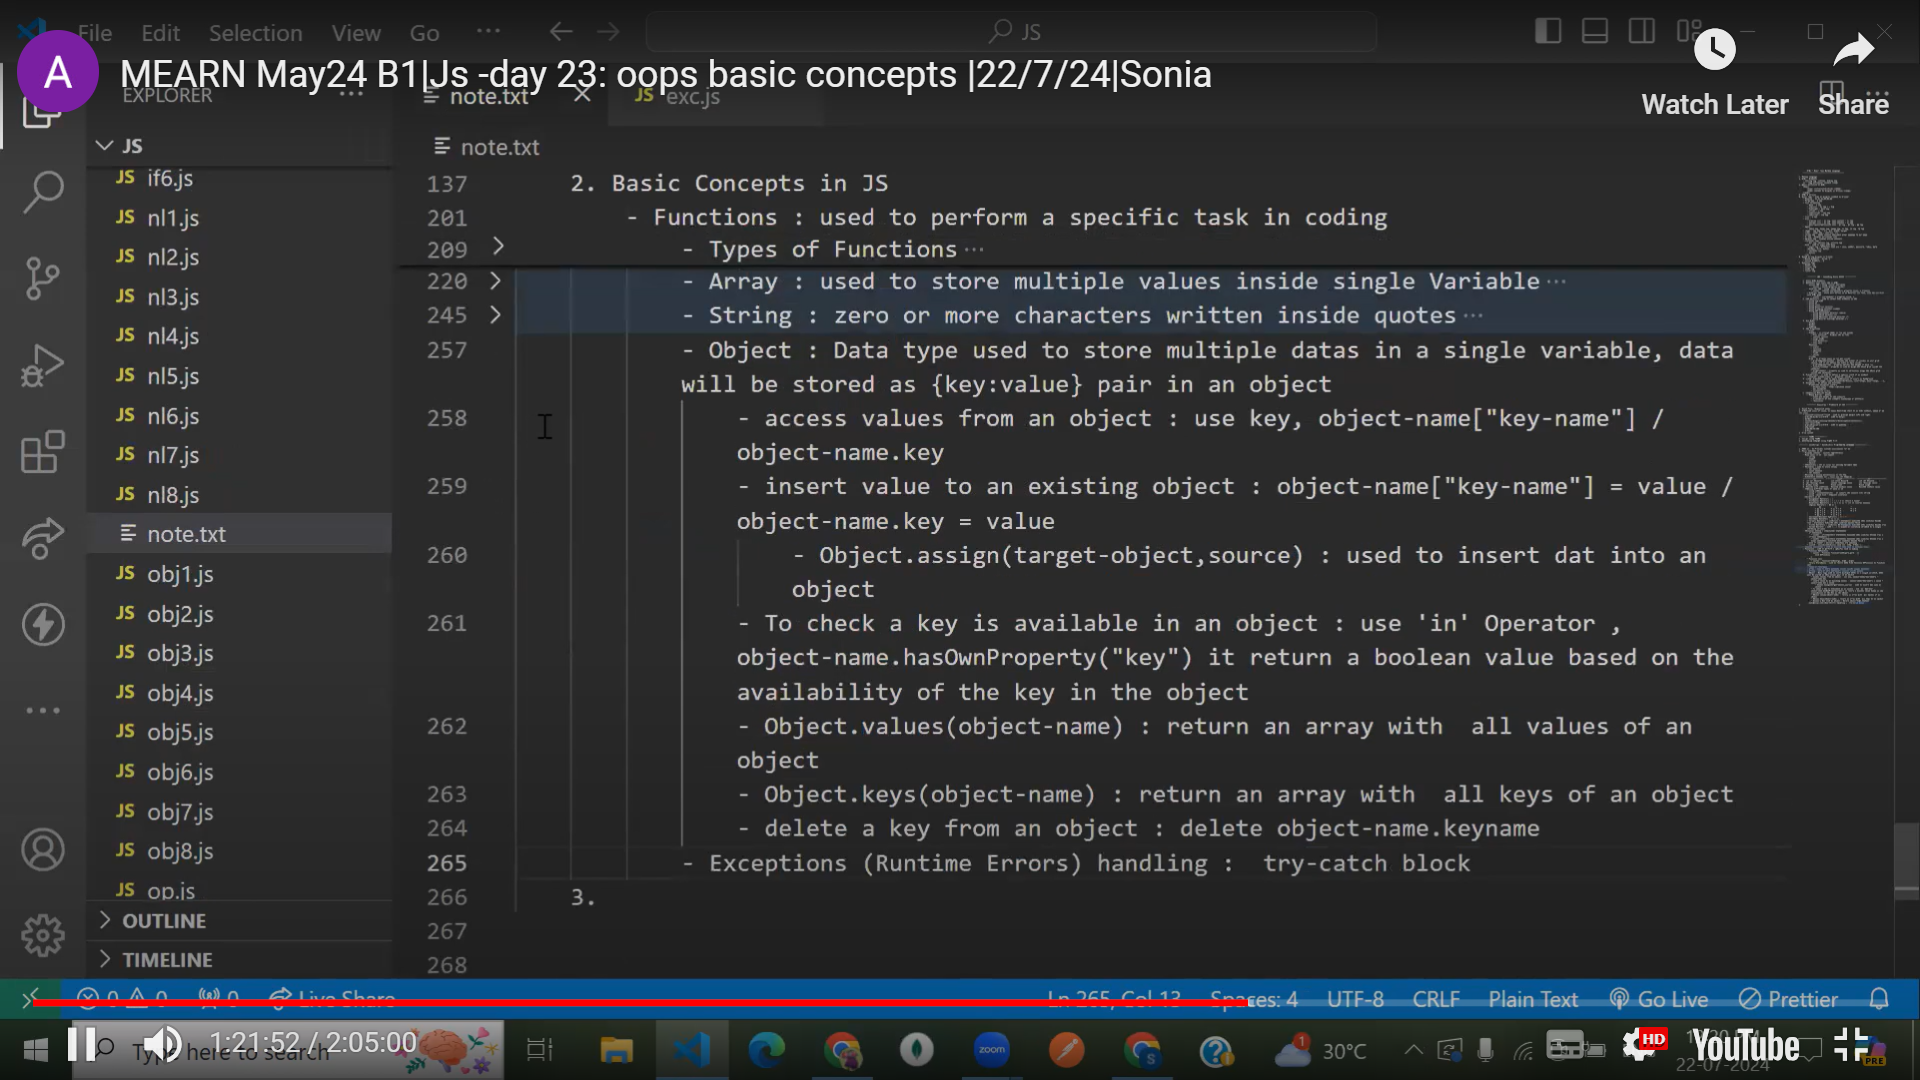 File Edit Selection View Go ··· JS
A MEARN May24 B1|Js -day 23: oops basic concepts |22/7/24|Sonia
Watch Later Share
EXPLORER ··· note.txt JS exc.js
JS
note.txt
JS if6.js
JS nl1.js
JS nl2.js
JS nl3.js
JS nl4.js
JS nl5.js
JS nl6.js
JS nl7.js
JS nl8.js
note.txt
JS obj1.js
JS obj2.js
JS obj3.js
JS obj4.js
JS obj5.js
JS obj6.js
JS obj7.js
JS obj8.js
JS op.js
OUTLINE
TIMELINE
137 2. Basic Concepts in JS
201 - Functions : used to perform a specific task in coding
209 - Types of Functions ···
220 - Array : used to store multiple values inside single Variable ···
245 - String : zero or more characters written inside quotes ···
257 - Object : Data type used to store multiple datas in a single variable, data
will be stored as {key:value} pair in an object
258 - access values from an object : use key, object-name["key-name"] /
object-name.key
259 - insert value to an existing object : object-name["key-name"] = value /
object-name.key = value
260 - Object.assign(target-object,source) : used to insert dat into an
object
261 - To check a key is available in an object : use 'in' Operator ,
object-name.hasOwnProperty("key") it return a boolean value based on the
availability of the key in the object
262 - Object.values(object-name) : return an array with  all values of an
object
263 - Object.keys(object-name) : return an array with  all keys of an object
264 - delete a key from an object : delete object-name.keyname
265 - Exceptions (Runtime Errors) handling :  try-catch block
266 3.
267
268
0 0 0 Live Share Ln 265, Col 13 Spaces: 4 UTF-8 CRLF Plain Text Go Live Prettier
1:21:52 / 2:05:00 Type here to search zoom S 1 30°C HD YouTube PRE
22-07-2024